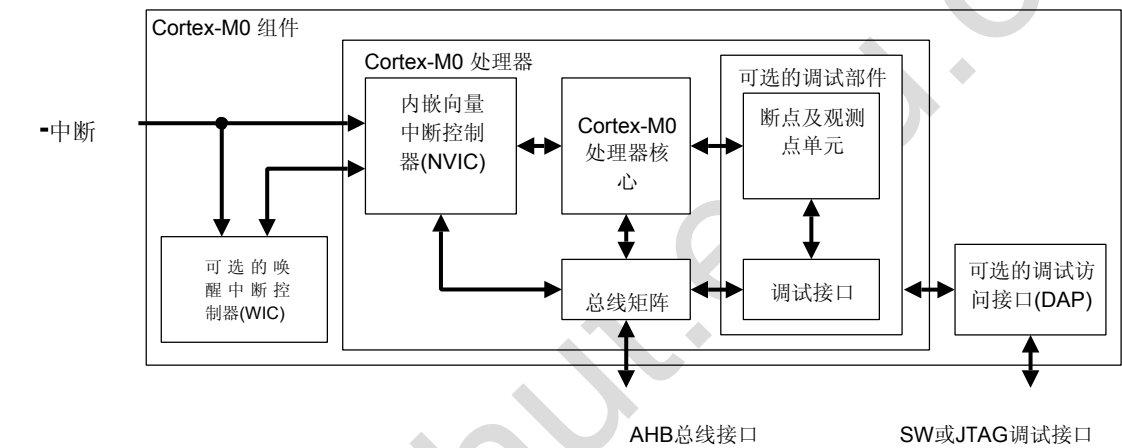 Cortex-M0 组件
Cortex-M0 处理器
可选的调试部件
内嵌向量
中断控制
器(NVIC)
Cortex-M0
处理器核
心
断点及观测
点单元
-中断
可选的唤
醒中断控
制器(WIC)
总线矩阵
调试接口
可选的调试访
问接口(DAP)
AHB总线接口
SW或JTAG调试接口